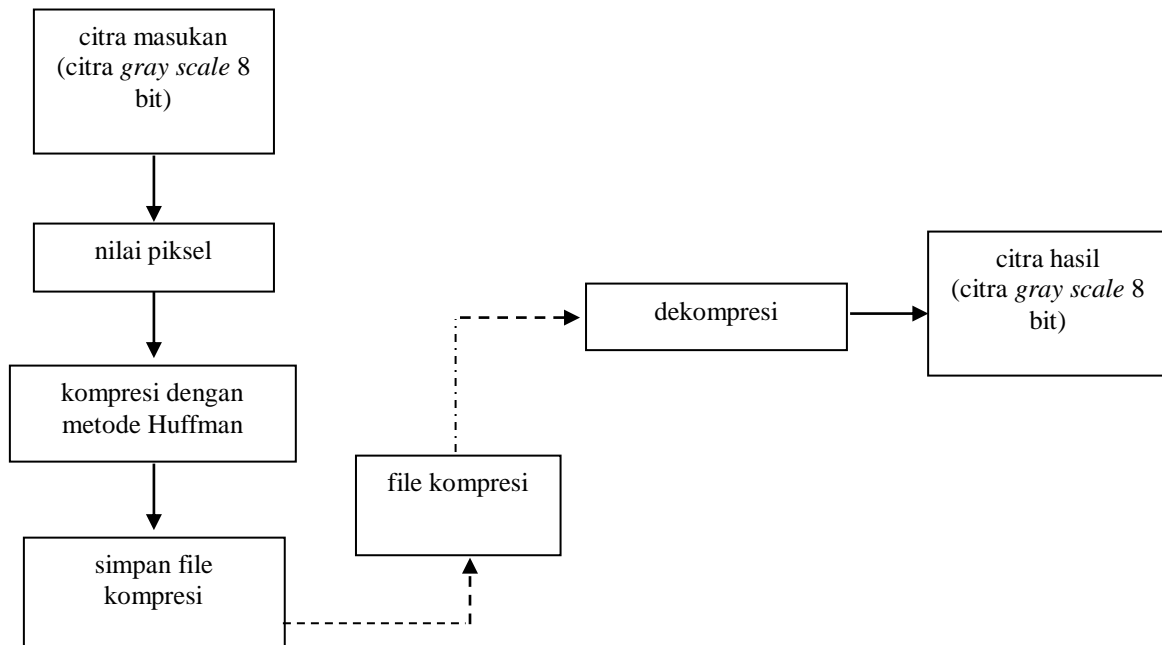 citra masukan
(citra gray scale 8
bit)
nilai piksel
kompresi dengan
metode Huffman
simpan file
kompresi
file kompresi
dekompresi
citra hasil
(citra gray scale 8
bit)